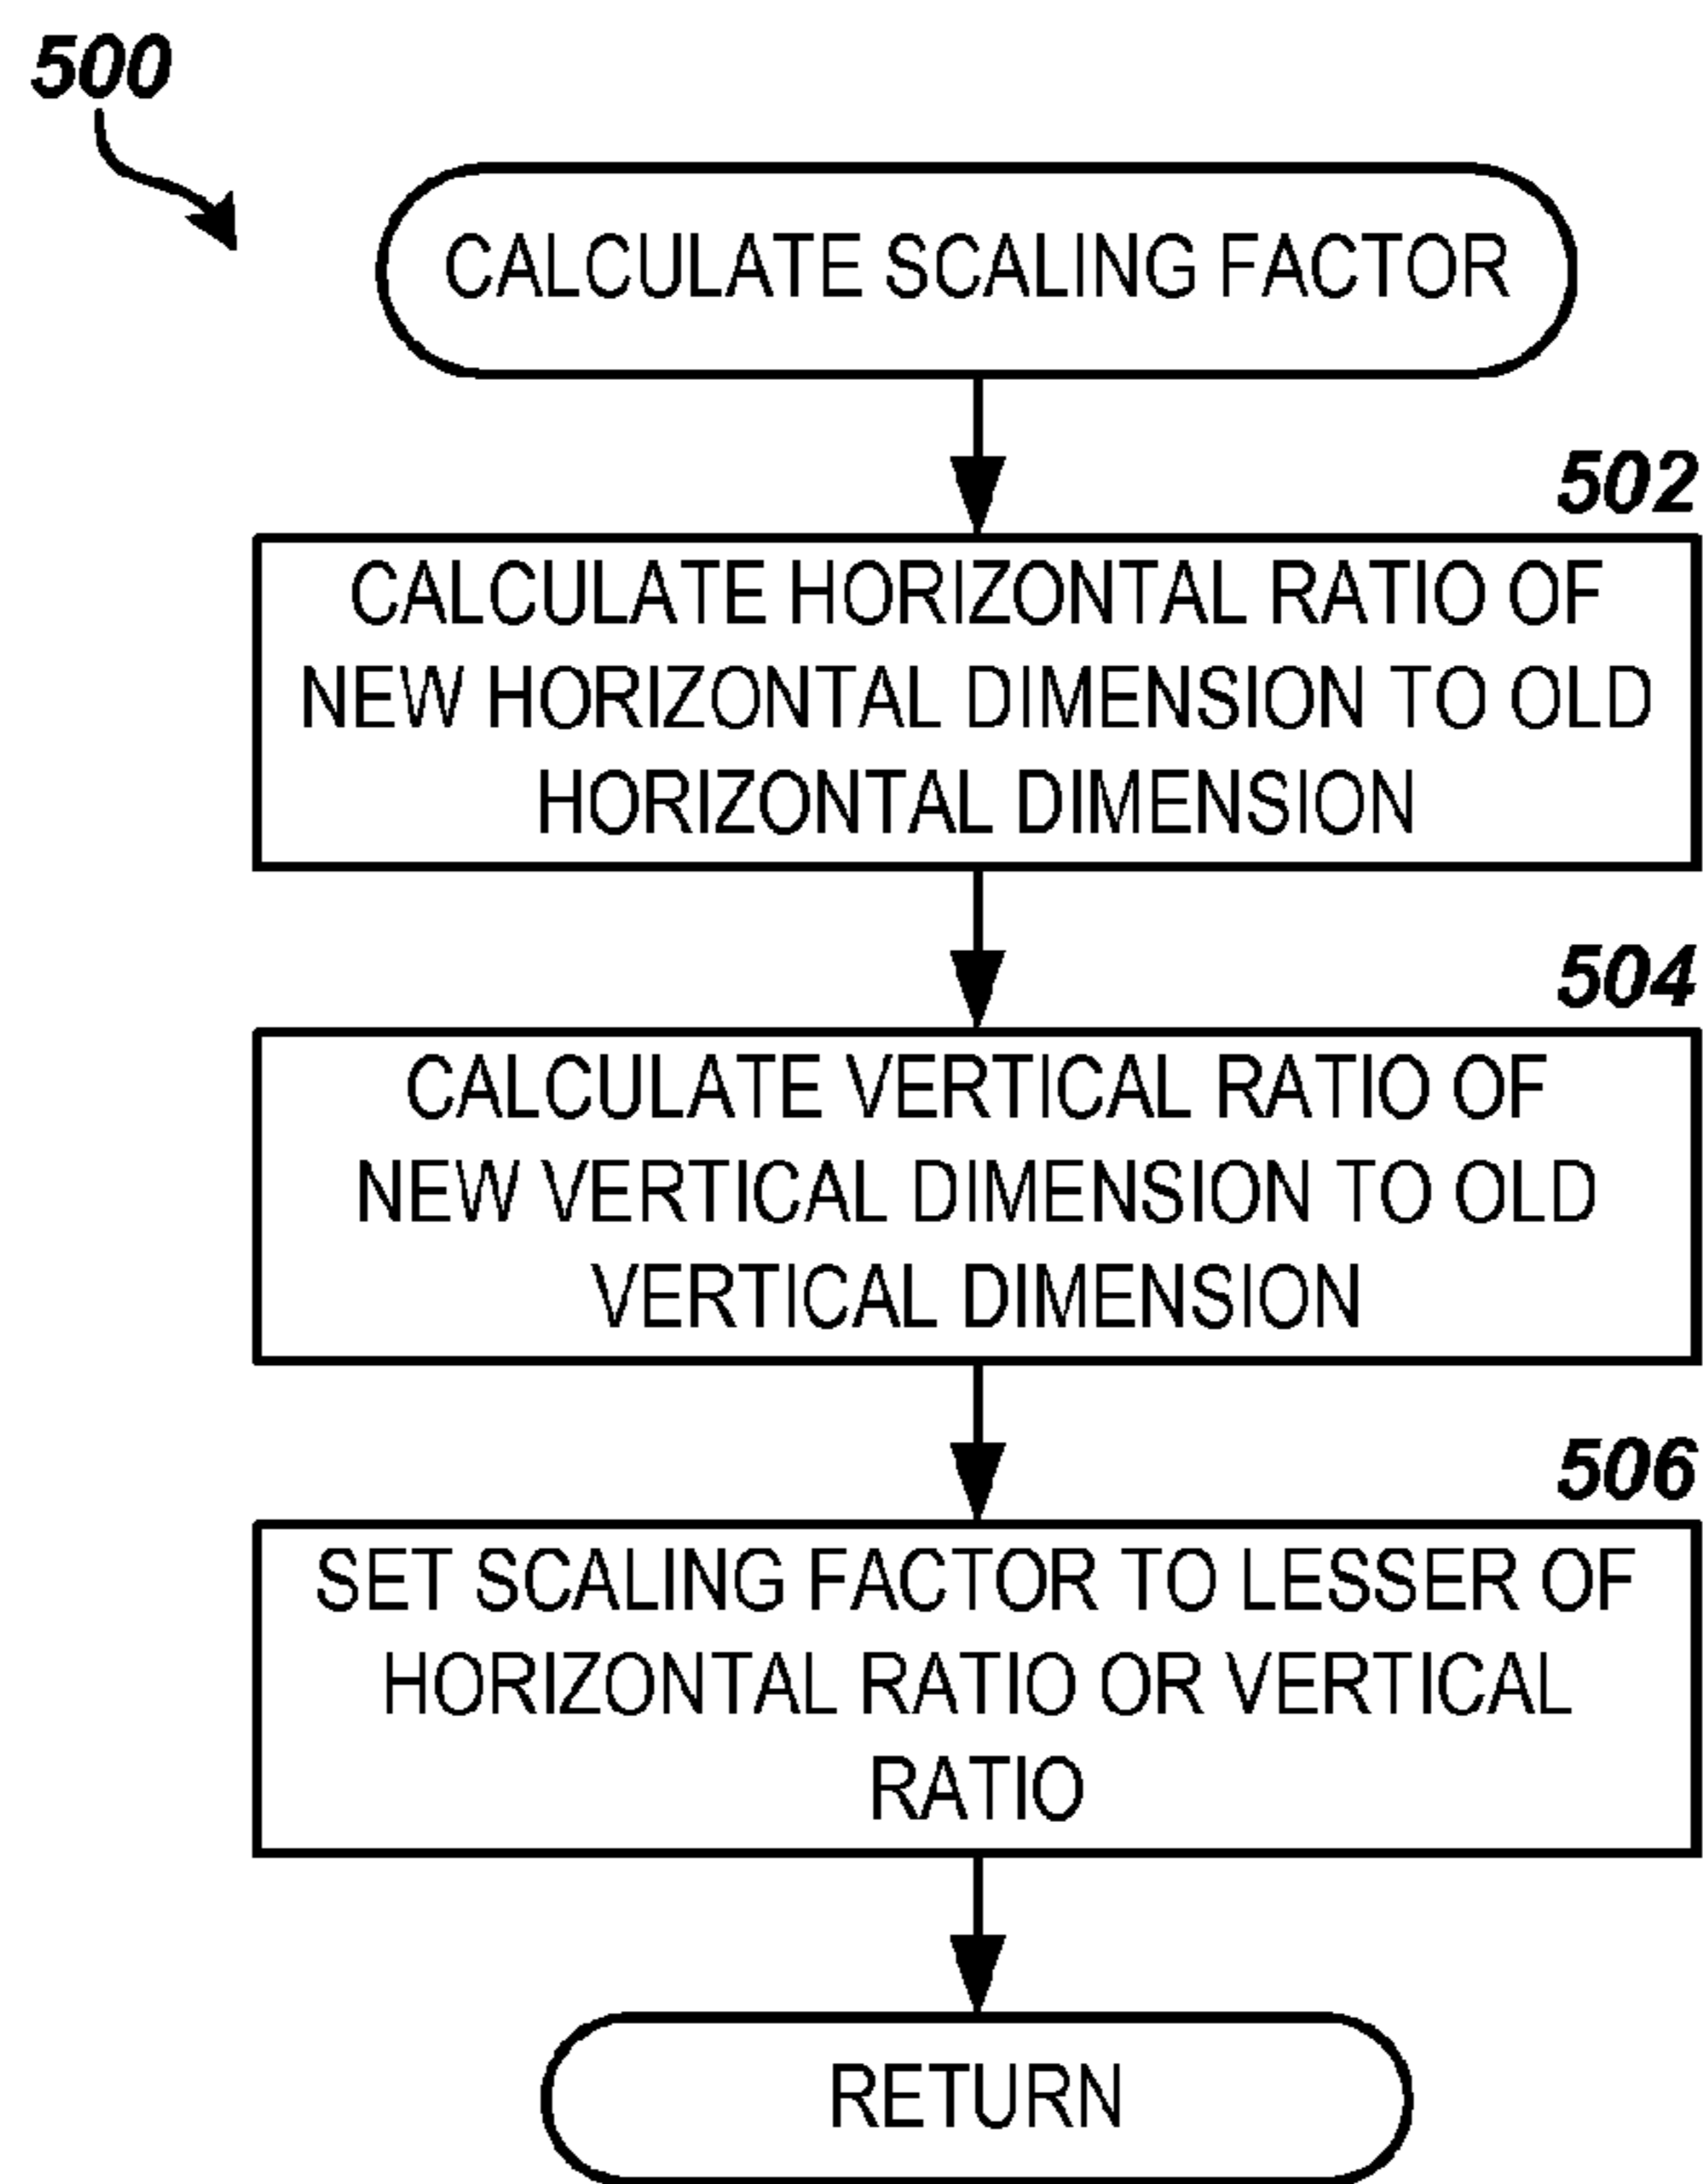 500
CALCULATE SCALING FACTOR
502
CALCULATE HORIZONTAL RATIO OF
NEW HORIZONTAL DIMENSION TO OLD
HORIZONTAL DIMENSION
504
CALCULATE VERTICAL RATIO OF
NEW VERTICAL DIMENSION TO OLD
VERTICAL DIMENSION
506
SET SCALING FACTOR TO LESSER OF
HORIZONTAL RATIO OR VERTICAL
RATIO
RETURN